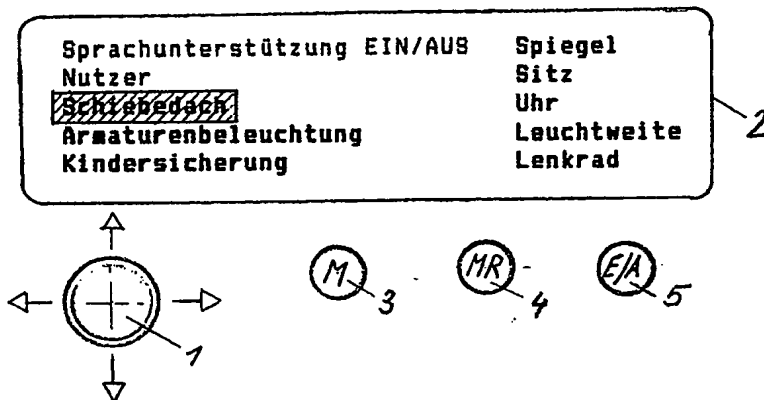 Sprachunterstützung EIN/AUS Spiegel
Nutzer Sitz
Schiebedach Uhr
Armaturenbeleuchtung Leuchtweite
Kindersicherung Lenkrad
2
M MR E/A
3 4 5
1